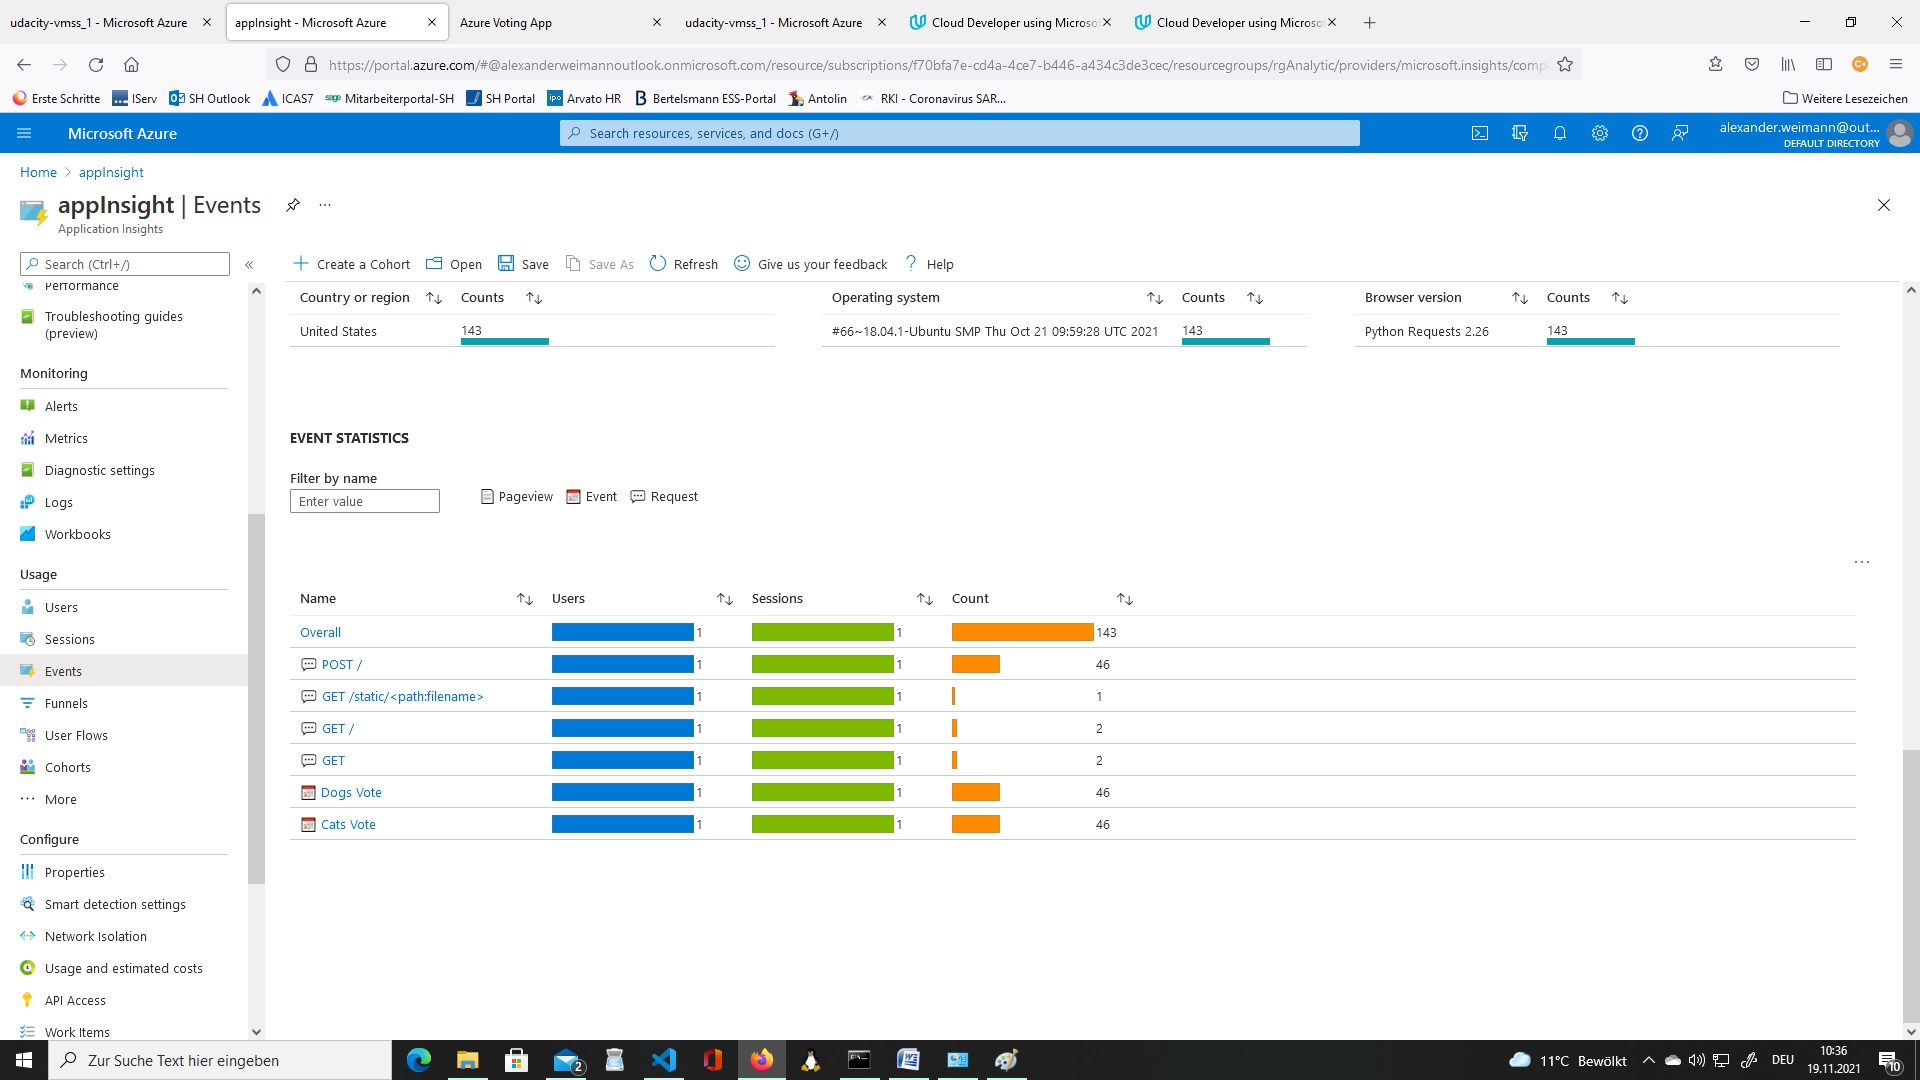 udacity-vmss_1 - Microsoft Azure
appInsight - Microsoft Azure
Azure Voting App
udacity-vmss_1 - Microsoft Azure
Cloud Developer using Microso
Cloud Developer using Microso
https://portal.azure.com/#@alexanderweimannoutlook.onmicrosoft.com/resource/subscriptions/f70bfa7e-cd4a-4ce7-b446-a434c3de3cec/resourcegroups/rgAnalytic/providers/microsoft.insights/comp
Erste Schritte
IServ
SH Outlook
ICAS7
Mitarbeiterportal-SH
SH Portal
Arvato HR
Bertelsmann ESS-Portal
Antolin
RKI - Coronavirus SAR...
Weitere Lesezeichen
Microsoft Azure
Search resources, services, and docs (G+/)
alexander.weimann@out...
DEFAULT DIRECTORY
Home > appInsight
appInsight | Events
...
Application Insights
Search (Ctrl+/)
«
Performance
Troubleshooting guides
(preview)
Monitoring
Alerts
Metrics
Diagnostic settings
Logs
Workbooks
Usage
Users
Sessions
Events
Funnels
User Flows
Cohorts
... More
Configure
Properties
Smart detection settings
Network Isolation
Usage and estimated costs
API Access
Work Items
Create a Cohort
Open
Save
Save As
Refresh
Give us your feedback
? Help
Country or region Counts
United States 143
Operating system Counts
#66~18.04.1-Ubuntu SMP Thu Oct 21 09:59:28 UTC 2021 143
Browser version Counts
Python Requests 2.26 143
EVENT STATISTICS
Filter by name
Enter value
Pageview
Event
Request
...
Name Users Sessions Count
Overall 1 1 143
POST / 1 1 46
GET /static/<path:filename> 1 1 1
GET / 1 1 2
GET 1 1 2
Dogs Vote 1 1 46
Cats Vote 1 1 46
Zur Suche Text hier eingeben
2
11°C Bewölkt
DEU
10:36
19.11.2021
10